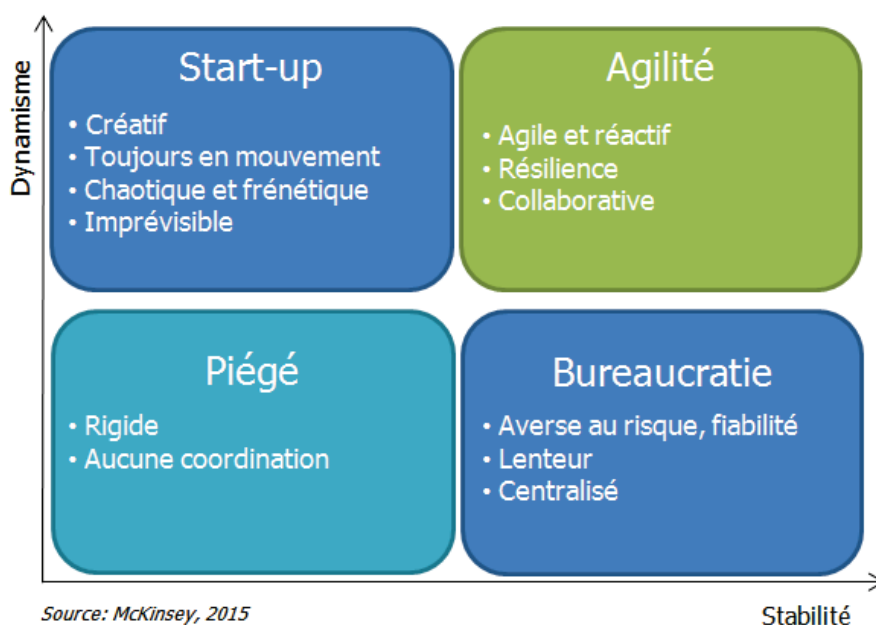 Dynamisme
Start-up
• Créatif
• Toujours en mouvement
• Chaotique et frénétique
• Imprévisible
Agilité
• Agile et réactif
• Résilience
• Collaborative
Piégé
• Rigide
• Aucune coordination
Bureaucratie
• Averse au risque, fiabilité
• Lenteur
• Centralisé
Source: McKinsey, 2015
Stabilité